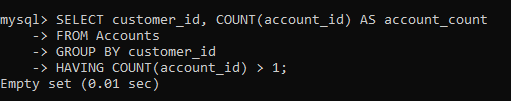 mysql> SELECT customer_id, COUNT(account_id) AS account_count
    -> FROM Accounts
    -> GROUP BY customer_id
    -> HAVING COUNT(account_id) > 1;
Empty set (0.01 sec)